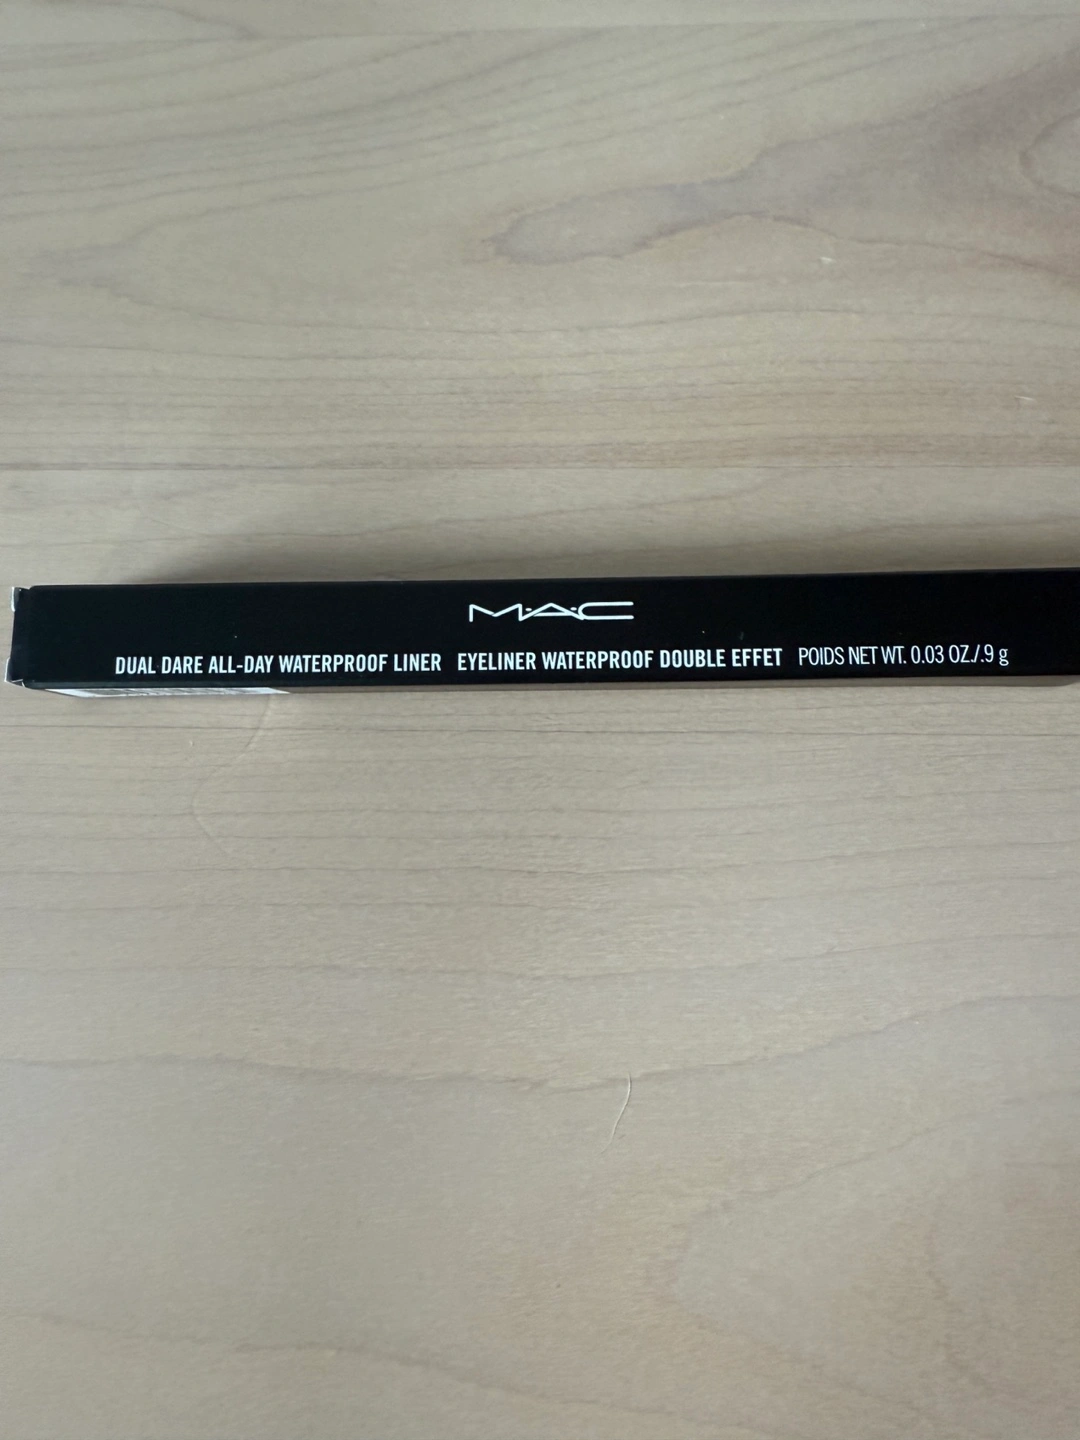 M·A·C
DUAL DARE ALL-DAY WATERPROOF LINER EYELINER WATERPROOF DOUBLE EFFET POIDS NET WT. 0.03 OZ./.9 g